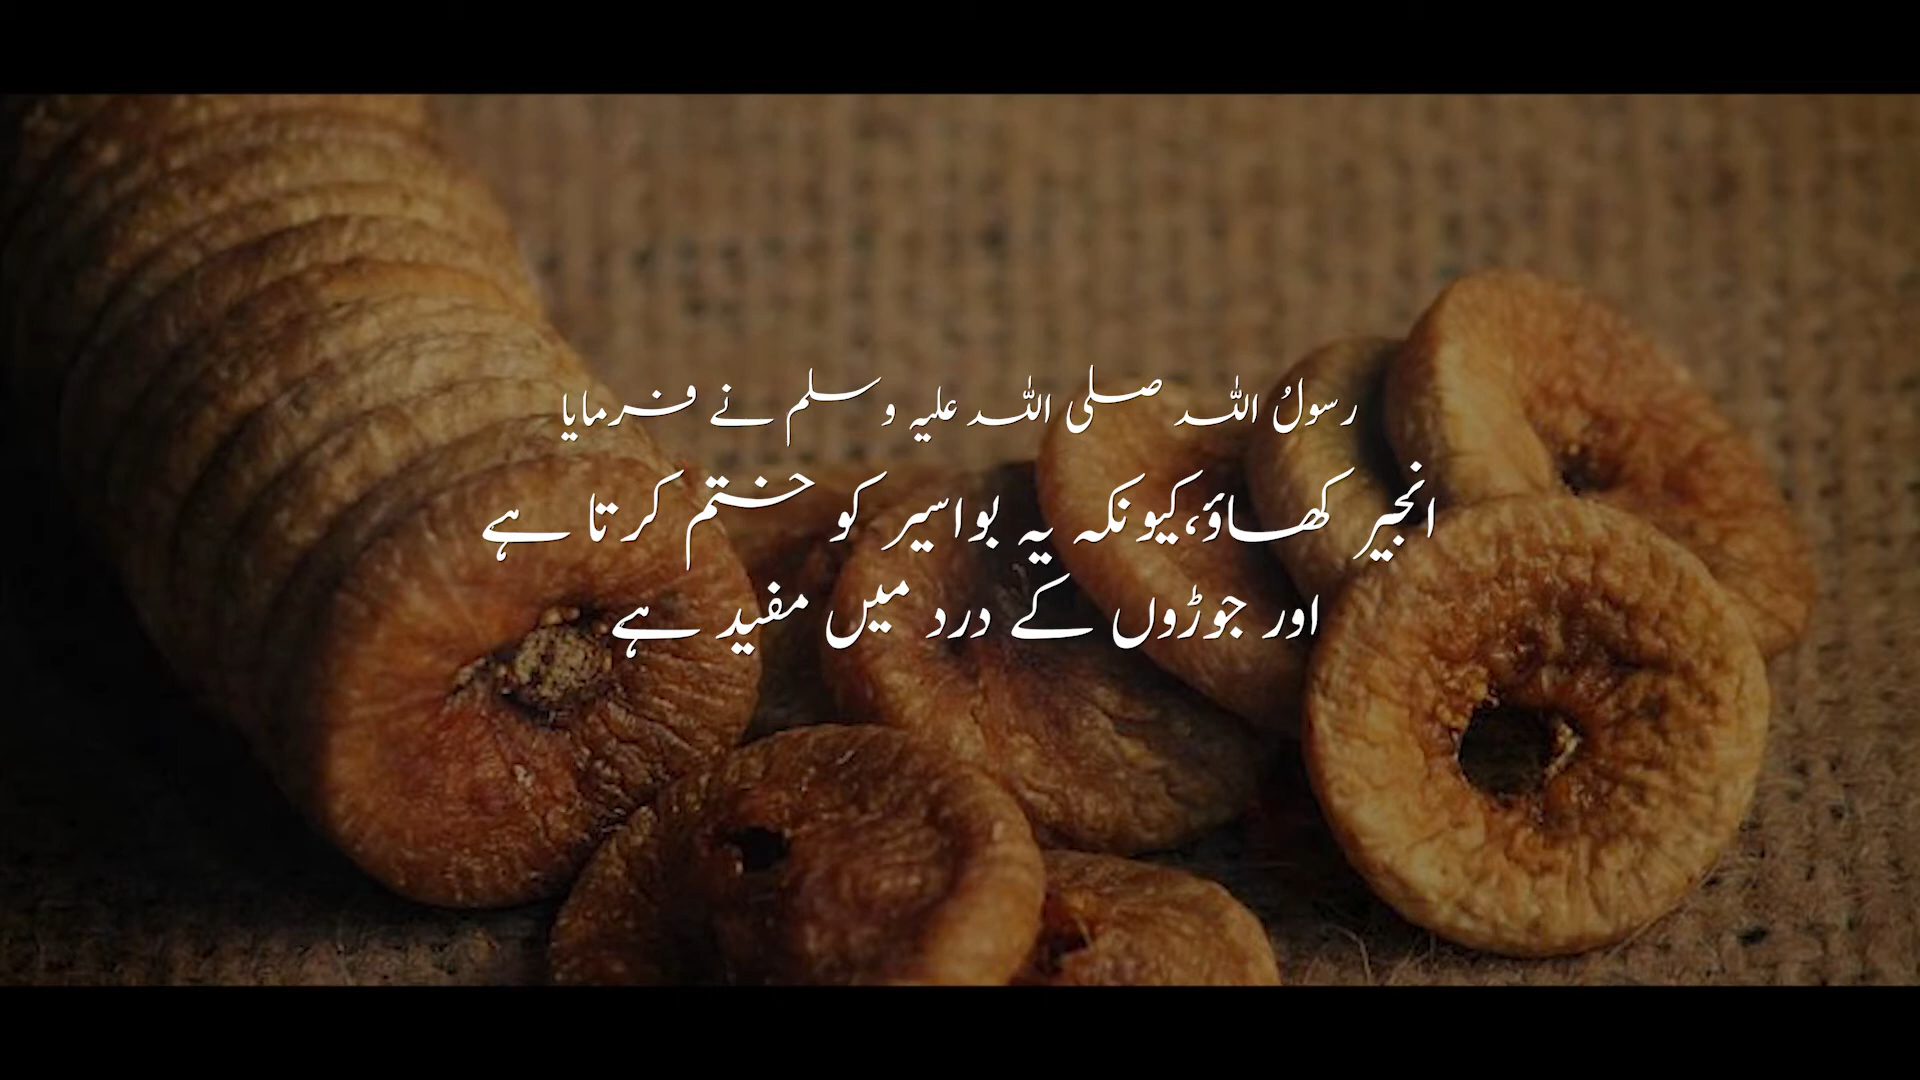 رسولُ اللہ صلی اللہ علیہ وسلم نے فرمایا
انجیر کھاؤ،کیونکہ یہ بواسیر کو ختم کرتا ہے
اور جوڑوں کے درد میں مفید ہے